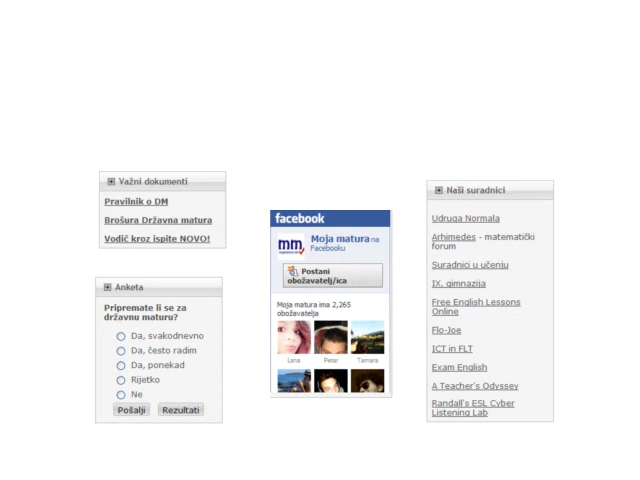 Važni dokumenti
Pravilnik o DM
Brošura Državna matura
Vodič kroz ispite NOVO!
Anketa
Pripremate li se za
državnu maturu?
Da, svakodnevno
Da, često radim
Da, ponekad
Rijetko
Ne
Pošalji Rezultati
facebook
mm
Moja matura na
Facebooku
Postani
obožavatelj/ica
Moja matura ima 2,265
obožavatelja
Lana Petar Tamara
Naši suradnici
Udruga Normala
Arhimedes - matematički
forum
Suradnici u učenju
IX. gimnazija
Free English Lessons
Online
Flo-Joe
ICT in FLT
Exam English
A Teacher's Odyssey
Randall's ESL Cyber
Listening Lab